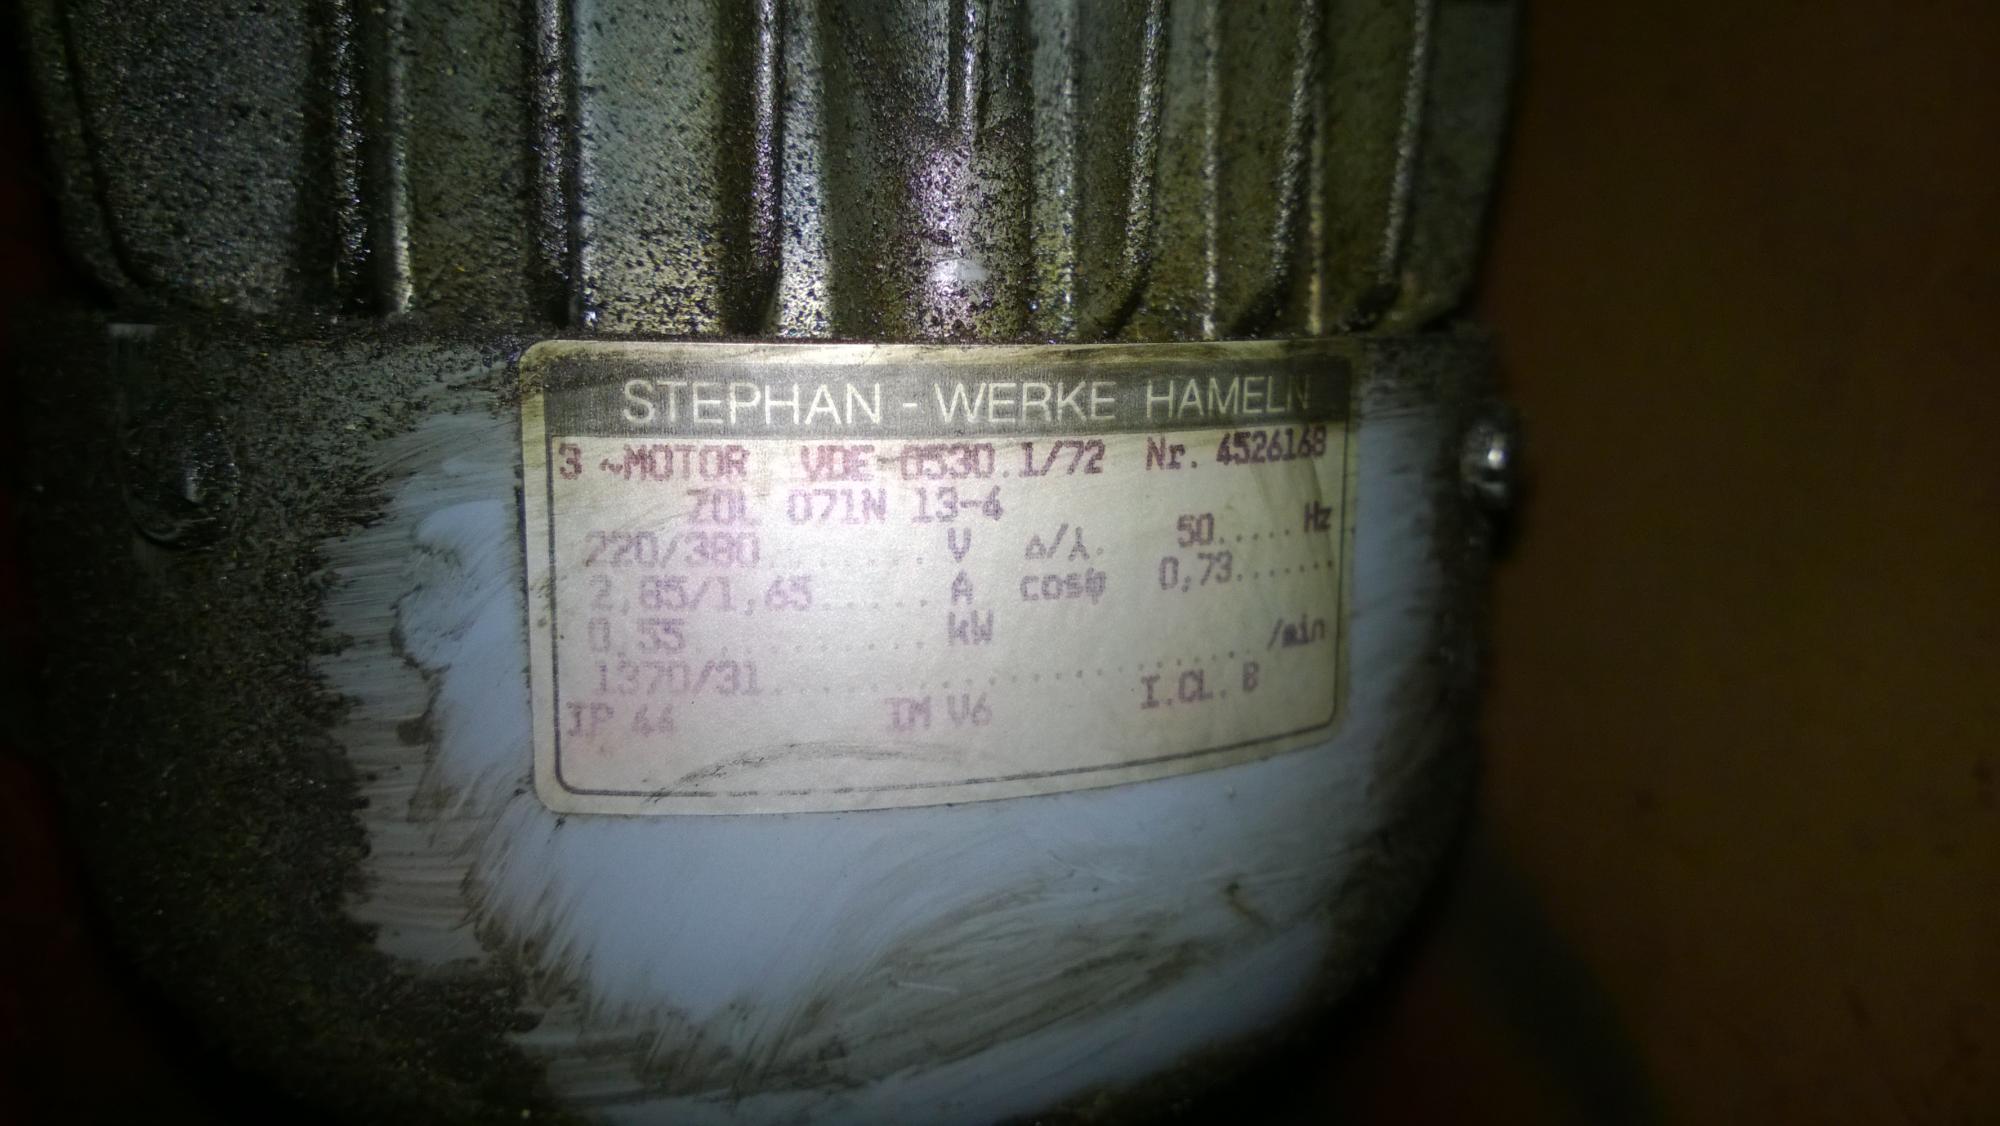 STEPHAN - WERKE HAMELN
3 ~MOTOR VDE-0530.1/72 Nr. 4526168
ZOL 071N 13-4
220/380.......... V Δ/⅄. 50..... Hz
2,85/1,65...... A cosφ 0,73.......
0,55........... kW
1370/31......................... /min
IP 44 IM V6 I.CL. B